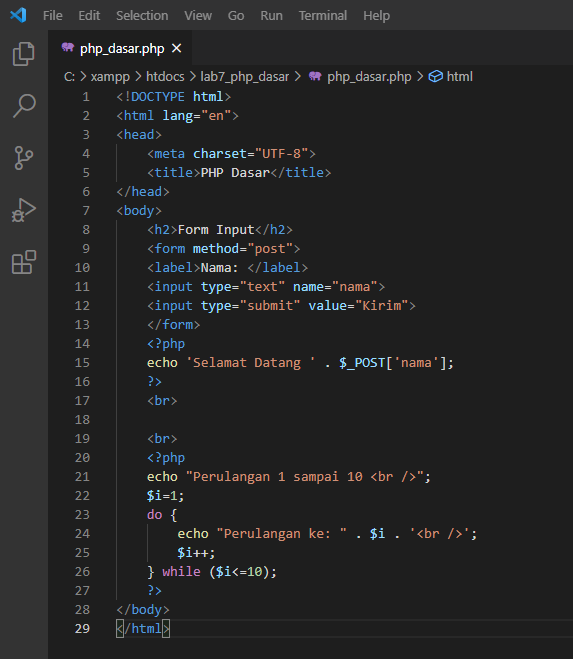 File Edit Selection View Go Run Terminal Help
php_dasar.php ×
C: > xampp > htdocs > lab7_php_dasar > php_dasar.php > html
1 <!DOCTYPE html>
2 <html lang="en">
3 <head>
4     <meta charset="UTF-8">
5     <title>PHP Dasar</title>
6 </head>
7 <body>
8     <h2>Form Input</h2>
9     <form method="post">
10     <label>Nama: </label>
11     <input type="text" name="nama">
12     <input type="submit" value="Kirim">
13     </form>
14     <?php
15     echo 'Selamat Datang ' . $_POST['nama'];
16     ?>
17     <br>
18
19     <br>
20     <?php
21     echo "Perulangan 1 sampai 10 <br />";
22     $i=1;
23     do {
24         echo "Perulangan ke: " . $i . '<br />';
25         $i++;
26     } while ($i<=10);
27     ?>
28 </body>
29 </html>